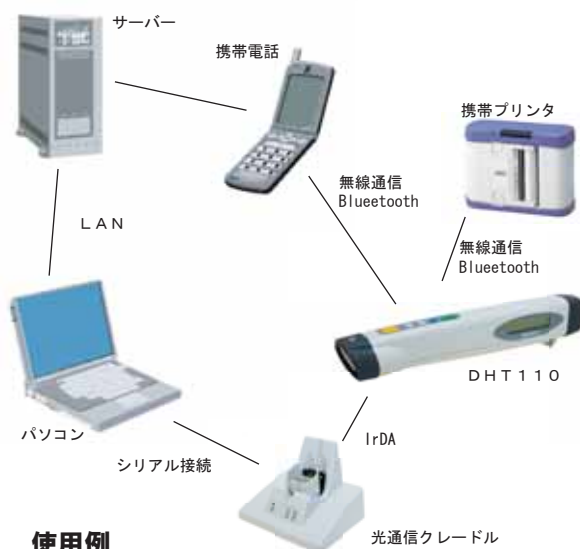 サーバー
携帯電話
携帯プリンタ
無線通信
Blueetooth
無線通信
Blueetooth
ＬＡＮ
ＤＨＴ１１０
パソコン
IrDA
シリアル接続
光通信クレードル
使用例